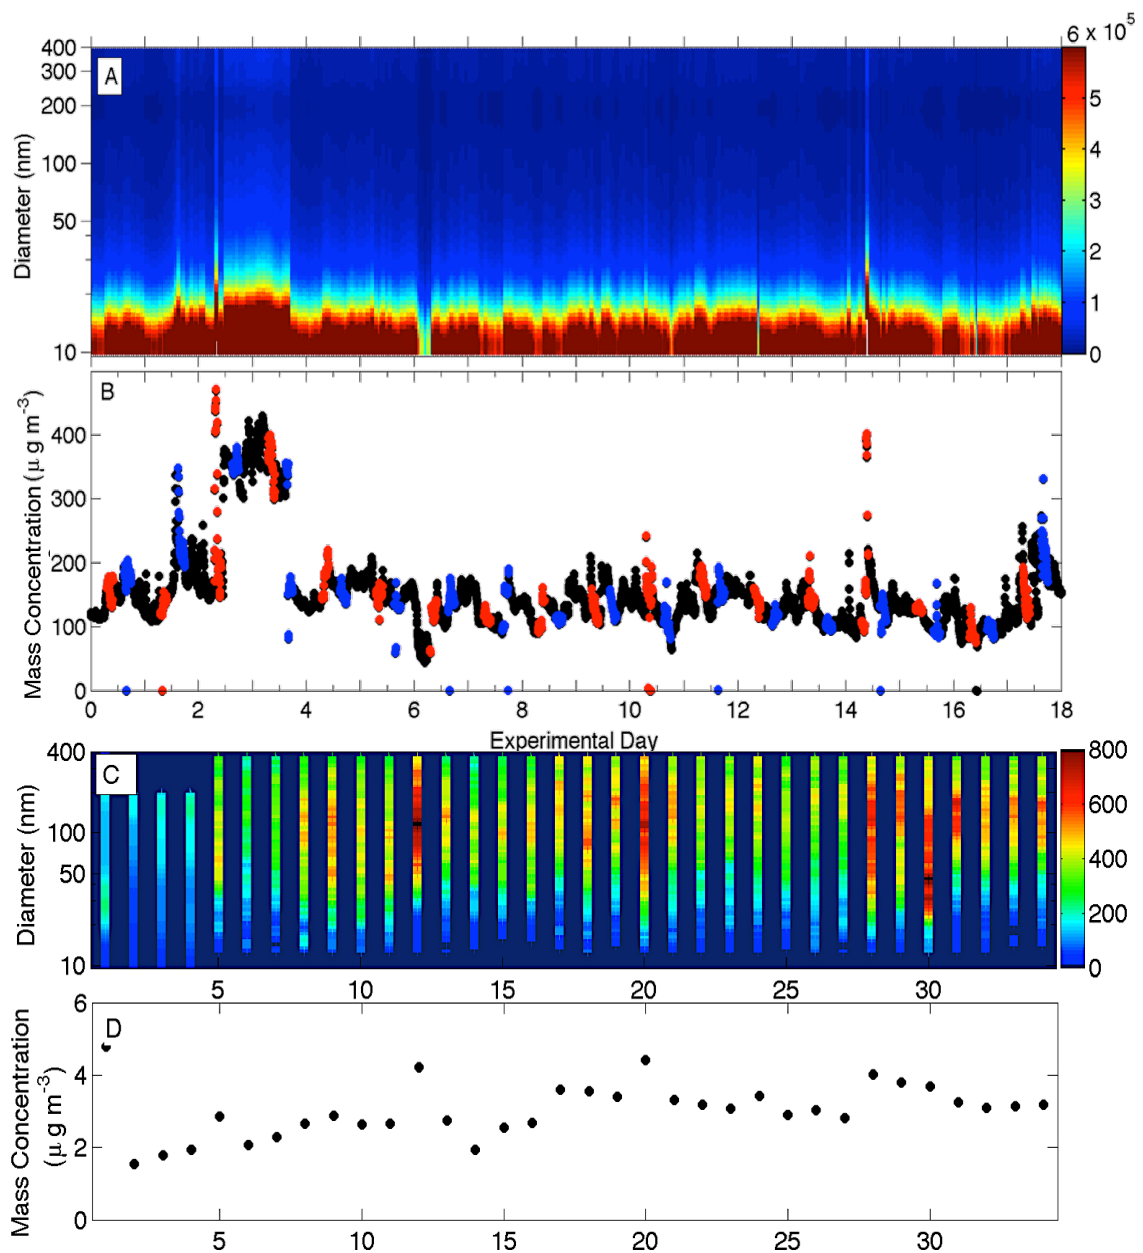 6 x 10⁵
400
300
200
100
50
10
Diameter (nm)
A
5
4
3
2
1
0
B
400
300
200
100
0
Mass Concentration (μ g m⁻³)
0 2 4 6 8 10 12 14 16 18
Experimental Day
C
400
100
50
10
Diameter (nm)
800
600
400
200
0
5 10 15 20 25 30
D
6
4
2
0
Mass Concentration
(μ g m⁻³)
5 10 15 20 25 30